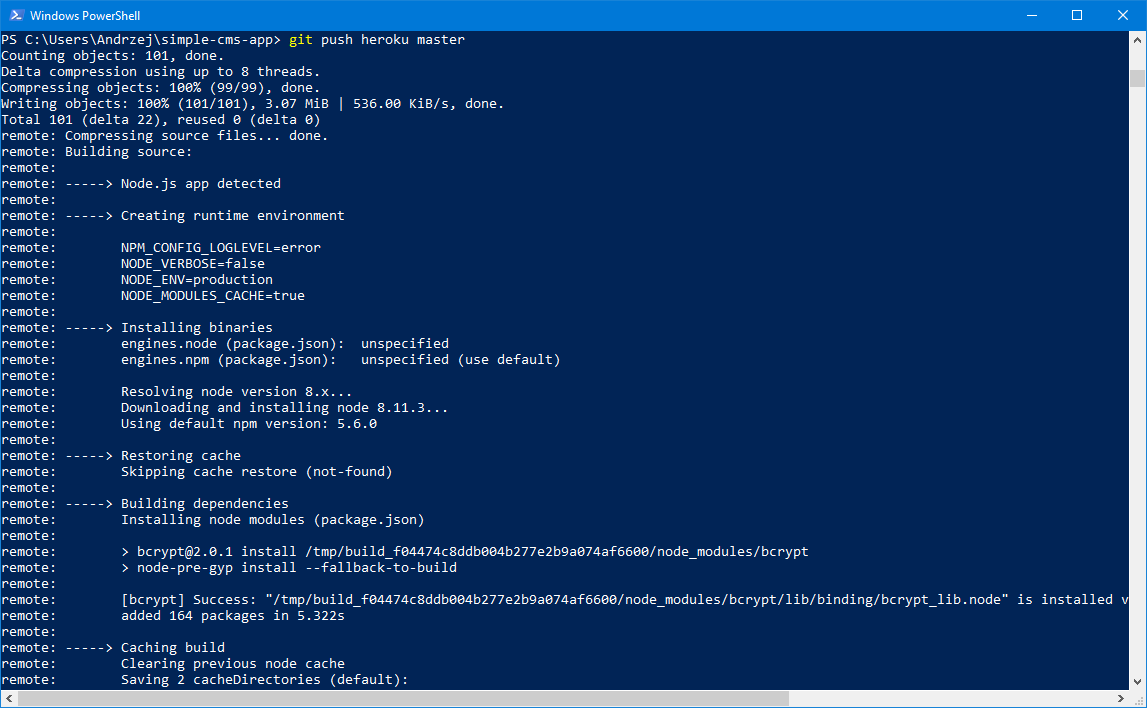 Windows PowerShell
PS C:\Users\Andrzej\simple-cms-app> git push heroku master
Counting objects: 101, done.
Delta compression using up to 8 threads.
Compressing objects: 100% (99/99), done.
Writing objects: 100% (101/101), 3.07 MiB | 536.00 KiB/s, done.
Total 101 (delta 22), reused 0 (delta 0)
remote: Compressing source files... done.
remote: Building source:
remote:
remote: -----> Node.js app detected
remote:
remote: -----> Creating runtime environment
remote:
remote:        NPM_CONFIG_LOGLEVEL=error
remote:        NODE_VERBOSE=false
remote:        NODE_ENV=production
remote:        NODE_MODULES_CACHE=true
remote:
remote: -----> Installing binaries
remote:        engines.node (package.json):  unspecified
remote:        engines.npm (package.json):   unspecified (use default)
remote:
remote:        Resolving node version 8.x...
remote:        Downloading and installing node 8.11.3...
remote:        Using default npm version: 5.6.0
remote:
remote: -----> Restoring cache
remote:        Skipping cache restore (not-found)
remote:
remote: -----> Building dependencies
remote:        Installing node modules (package.json)
remote:
remote:        > bcrypt@2.0.1 install /tmp/build_f04474c8ddb004b277e2b9a074af6600/node_modules/bcrypt
remote:        > node-pre-gyp install --fallback-to-build
remote:
remote:        [bcrypt] Success: "/tmp/build_f04474c8ddb004b277e2b9a074af6600/node_modules/bcrypt/lib/binding/bcrypt_lib.node" is installed v
remote:        added 164 packages in 5.322s
remote:
remote: -----> Caching build
remote:        Clearing previous node cache
remote:        Saving 2 cacheDirectories (default):